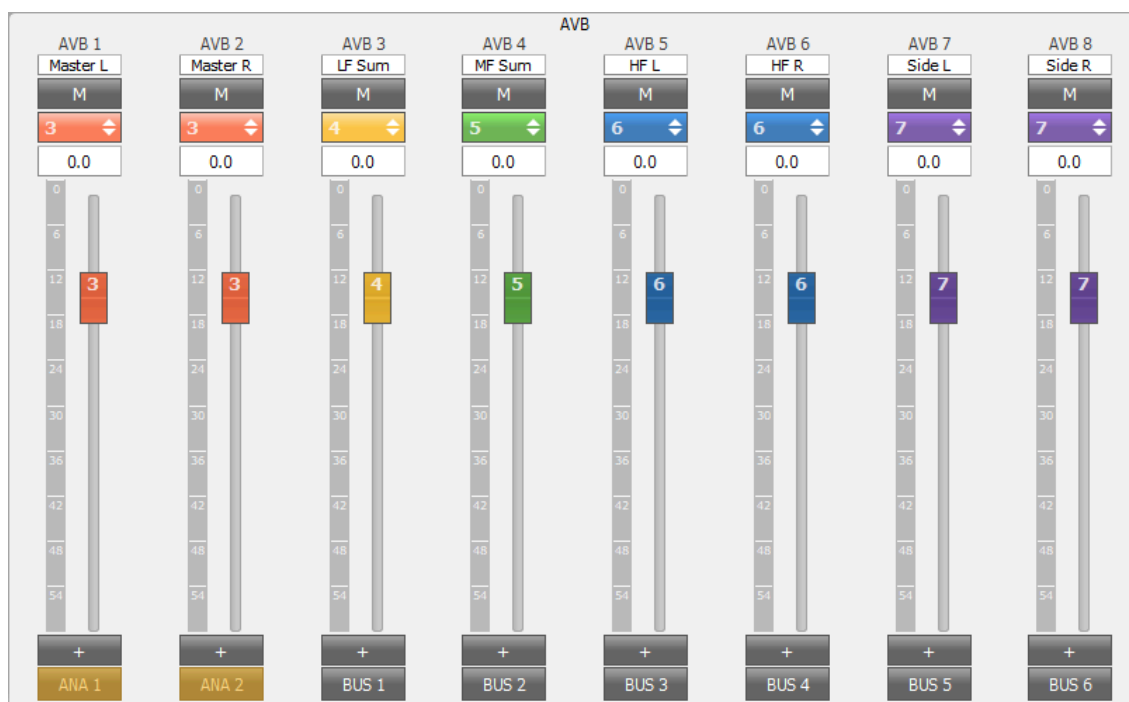 AVB
AVB 1 AVB 2 AVB 3 AVB 4 AVB 5 AVB 6 AVB 7 AVB 8
Master L Master R LF Sum MF Sum HF L HF R Side L Side R
M M M M M M M M
3 3 4 5 6 6 7 7
0.0 0.0 0.0 0.0 0.0 0.0 0.0 0.0
0 0 0 0 0 0 0 0
6 6 6 6 6 6 6 6
12 3 12 3 12 4 12 5 12 6 12 6 12 7 12 7
18 18 18 18 18 18 18 18
24 24 24 24 24 24 24 24
30 30 30 30 30 30 30 30
36 36 36 36 36 36 36 36
42 42 42 42 42 42 42 42
48 48 48 48 48 48 48 48
54 54 54 54 54 54 54 54
+ + + + + + + +
ANA 1 ANA 2 BUS 1 BUS 2 BUS 3 BUS 4 BUS 5 BUS 6